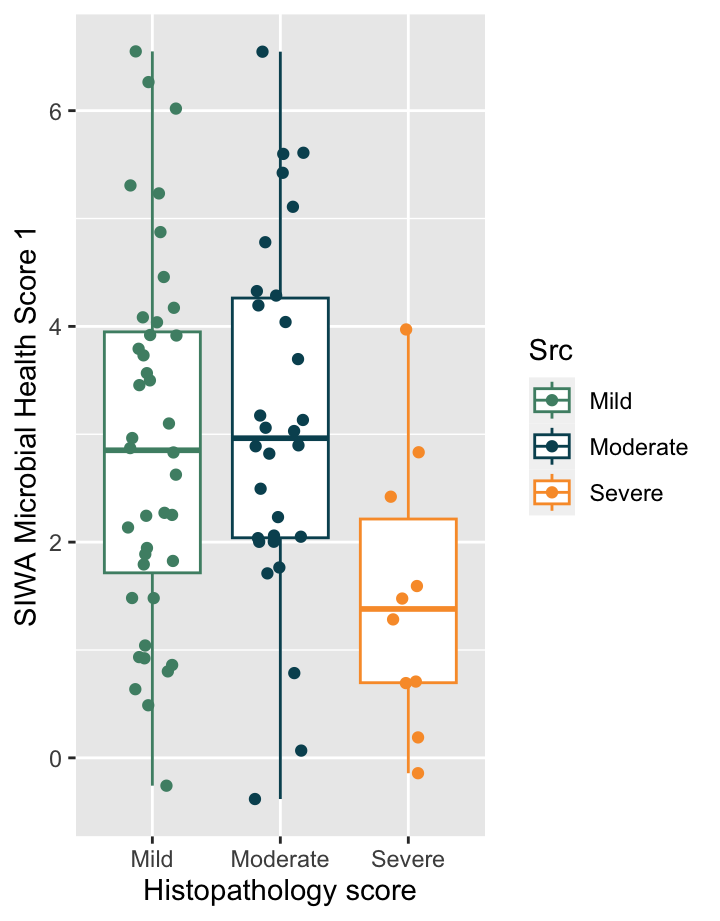 SIWA Microbial Health Score 1
6
4
2
0
Mild
Moderate
Severe
Histopathology score
Src
Mild
Moderate
Severe